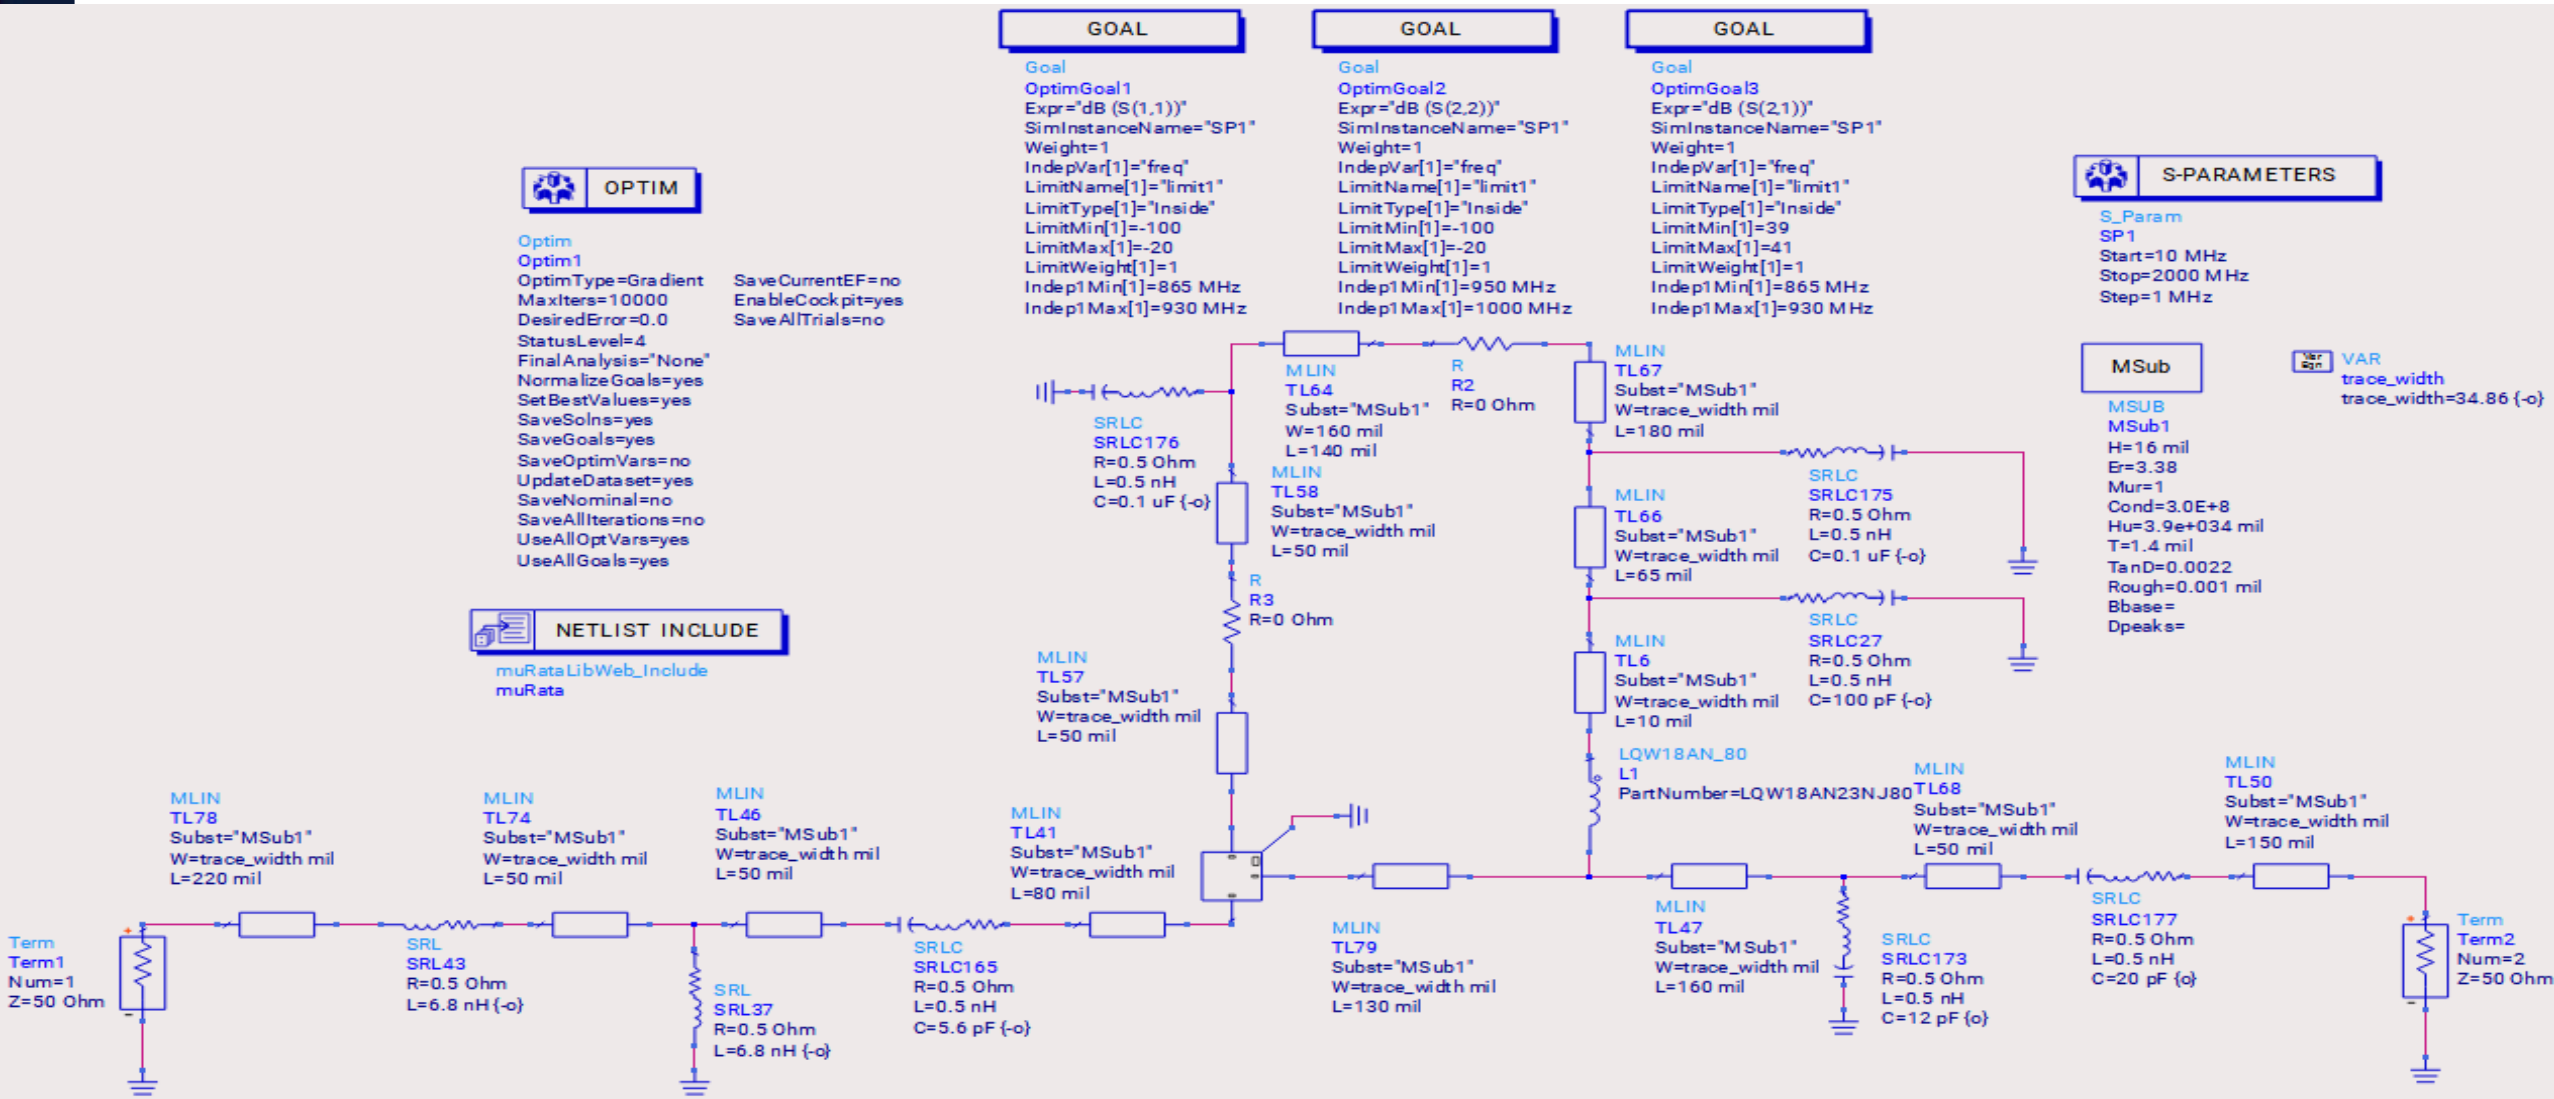 GOAL
Goal
OptimGoal1
Expr="dB (S(1,1))"
SimInstanceName="SP1"
Weight=1
IndepVar[1]="freq"
LimitName[1]="limit1"
LimitType[1]="Inside"
LimitMin[1]=-100
LimitMax[1]=-20
LimitWeight[1]=1
Indep1Min[1]=865 MHz
Indep1Max[1]=930 MHz
GOAL
Goal
OptimGoal2
Expr="dB (S(2,2))"
SimInstanceName="SP1"
Weight=1
IndepVar[1]="freq"
LimitName[1]="limit1"
LimitType[1]="Inside"
LimitMin[1]=-100
LimitMax[1]=-20
LimitWeight[1]=1
Indep1Min[1]=950 MHz
Indep1Max[1]=1000 MHz
GOAL
Goal
OptimGoal3
Expr="dB (S(2,1))"
SimInstanceName="SP1"
Weight=1
IndepVar[1]="freq"
LimitName[1]="limit1"
LimitType[1]="Inside"
LimitMin[1]=39
LimitMax[1]=41
LimitWeight[1]=1
Indep1Min[1]=865 MHz
Indep1Max[1]=930 MHz
OPTIM
Optim
Optim1
OptimType=Gradient
MaxIters=10000
DesiredError=0.0
StatusLevel=4
FinalAnalysis="None"
NormalizeGoals=yes
SetBestValues=yes
SaveSolns=yes
SaveGoals=yes
SaveOptimVars=no
UpdateDataset=yes
SaveNominal=no
SaveAllIterations=no
UseAllOptVars=yes
UseAllGoals=yes
SaveCurrentEF=no
EnableCockpit=yes
SaveAllTrials=no
S-PARAMETERS
S_Param
SP1
Start=10 MHz
Stop=2000 MHz
Step=1 MHz
MSub
MSUB
MSub1
H=16 mil
Er=3.38
Mur=1
Cond=3.0E+8
Hu=3.9e+034 mil
T=1.4 mil
TanD=0.0022
Rough=0.001 mil
Bbase=
Dpeaks=
Var
Eqn
VAR
trace_width
trace_width=34.86 {-o}
NETLIST INCLUDE
muRataLibWeb_Include
muRata
SRLC
SRLC176
R=0.5 Ohm
L=0.5 nH
C=0.1 uF {-o}
MLIN
TL64
Subst="MSub1"
W=160 mil
L=140 mil
R
R2
R=0 Ohm
MLIN
TL67
Subst="MSub1"
W=trace_width mil
L=180 mil
MLIN
TL58
Subst="MSub1"
W=trace_width mil
L=50 mil
SRLC
SRLC175
R=0.5 Ohm
L=0.5 nH
C=0.1 uF {-o}
MLIN
TL66
Subst="MSub1"
W=trace_width mil
L=65 mil
R
R3
R=0 Ohm
SRLC
SRLC27
R=0.5 Ohm
L=0.5 nH
C=100 pF {-o}
MLIN
TL6
Subst="MSub1"
W=trace_width mil
L=10 mil
MLIN
TL57
Subst="MSub1"
W=trace_width mil
L=50 mil
LQW18AN_80
L1
PartNumber=LQW18AN23NJ80
MLIN
TL78
Subst="MSub1"
W=trace_width mil
L=220 mil
MLIN
TL74
Subst="MSub1"
W=trace_width mil
L=50 mil
MLIN
TL46
Subst="MSub1"
W=trace_width mil
L=50 mil
MLIN
TL41
Subst="MSub1"
W=trace_width mil
L=80 mil
MLIN
TL68
Subst="MSub1"
W=trace_width mil
L=50 mil
MLIN
TL50
Subst="MSub1"
W=trace_width mil
L=150 mil
Term
Term1
Num=1
Z=50 Ohm
SRL
SRL43
R=0.5 Ohm
L=6.8 nH {-o}
SRL
SRL37
R=0.5 Ohm
L=6.8 nH {-o}
SRLC
SRLC165
R=0.5 Ohm
L=0.5 nH
C=5.6 pF {-o}
MLIN
TL79
Subst="MSub1"
W=trace_width mil
L=130 mil
MLIN
TL47
Subst="MSub1"
W=trace_width mil
L=160 mil
SRLC
SRLC173
R=0.5 Ohm
L=0.5 nH
C=12 pF {o}
SRLC
SRLC177
R=0.5 Ohm
L=0.5 nH
C=20 pF {o}
Term
Term2
Num=2
Z=50 Ohm